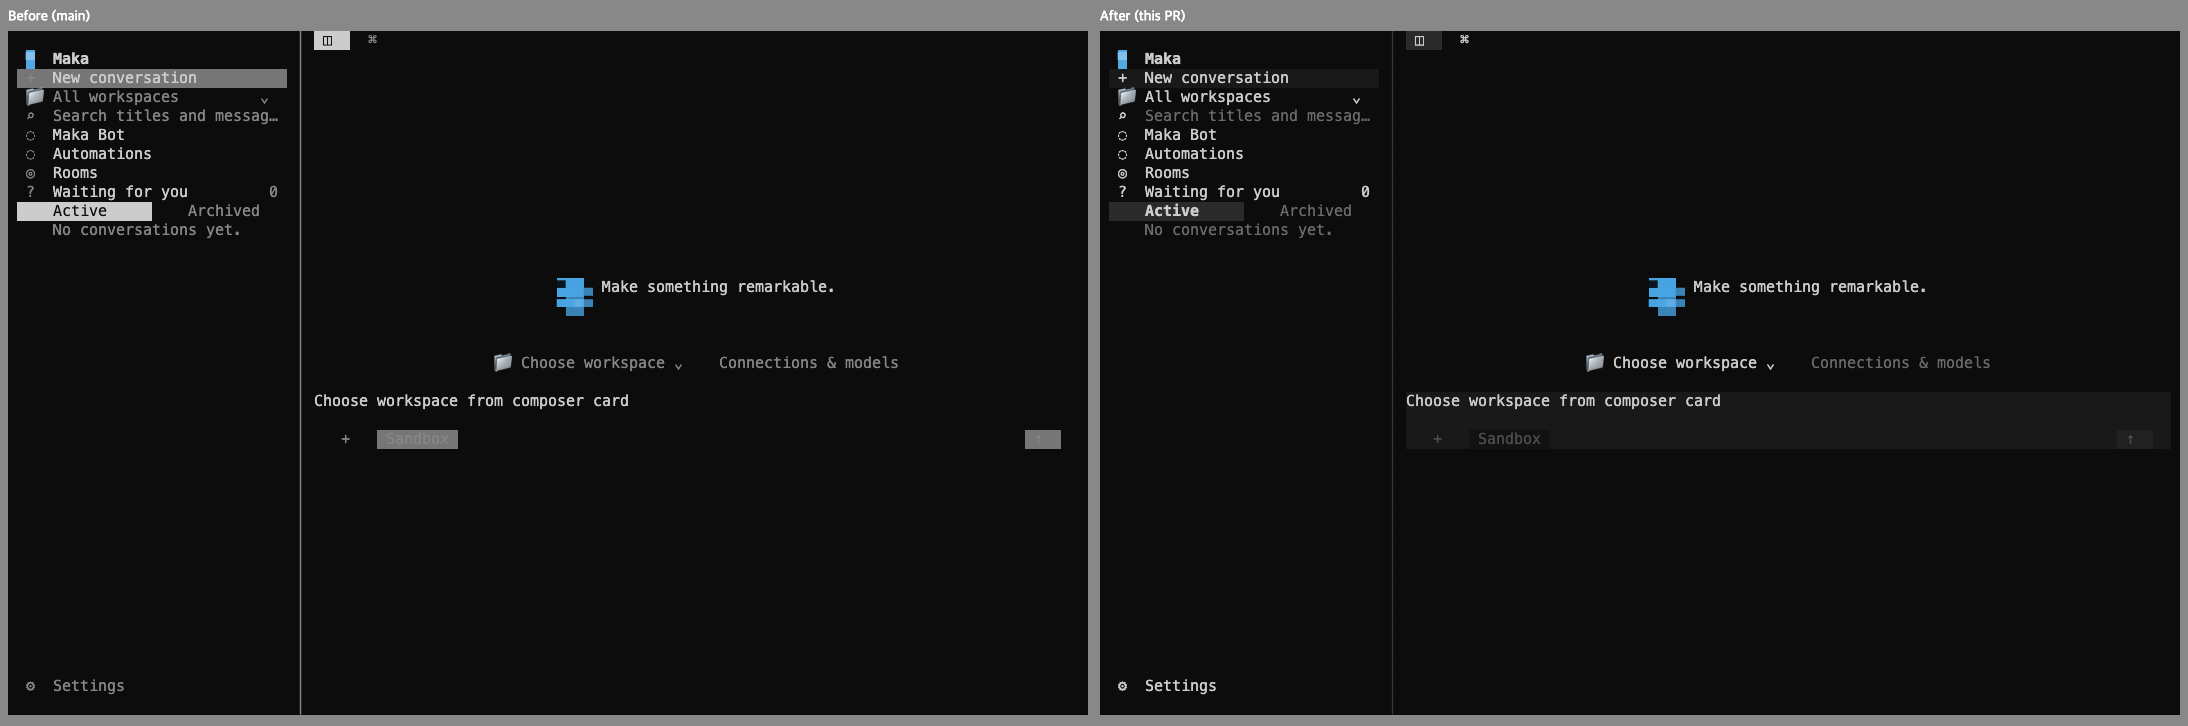 Before (main)
Maka
+ New conversation
All workspaces ⌄
Search titles and messag…
Maka Bot
Automations
Rooms
? Waiting for you 0
Active Archived
No conversations yet.
Settings
⌘
Make something remarkable.
Choose workspace ⌄ Connections & models
Choose workspace from composer card
+ Sandbox ↑
After (this PR)
Maka
+ New conversation
All workspaces ⌄
Search titles and messag…
Maka Bot
Automations
Rooms
? Waiting for you 0
Active Archived
No conversations yet.
Settings
⌘
Make something remarkable.
Choose workspace ⌄ Connections & models
Choose workspace from composer card
+ Sandbox ↑